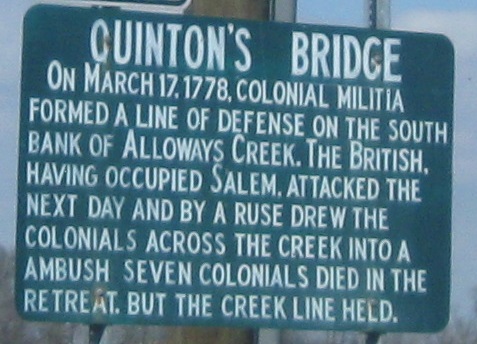 QUINTON'S BRIDGE
ON MARCH 17, 1778, COLONIAL MILITIA
FORMED A LINE OF DEFENSE ON THE SOUTH
BANK OF ALLOWAYS CREEK. THE BRITISH,
HAVING OCCUPIED SALEM, ATTACKED THE
NEXT DAY AND BY A RUSE DREW THE
COLONIALS ACROSS THE CREEK INTO A
AMBUSH SEVEN COLONIALS DIED IN THE
RETREAT. BUT THE CREEK LINE HELD.